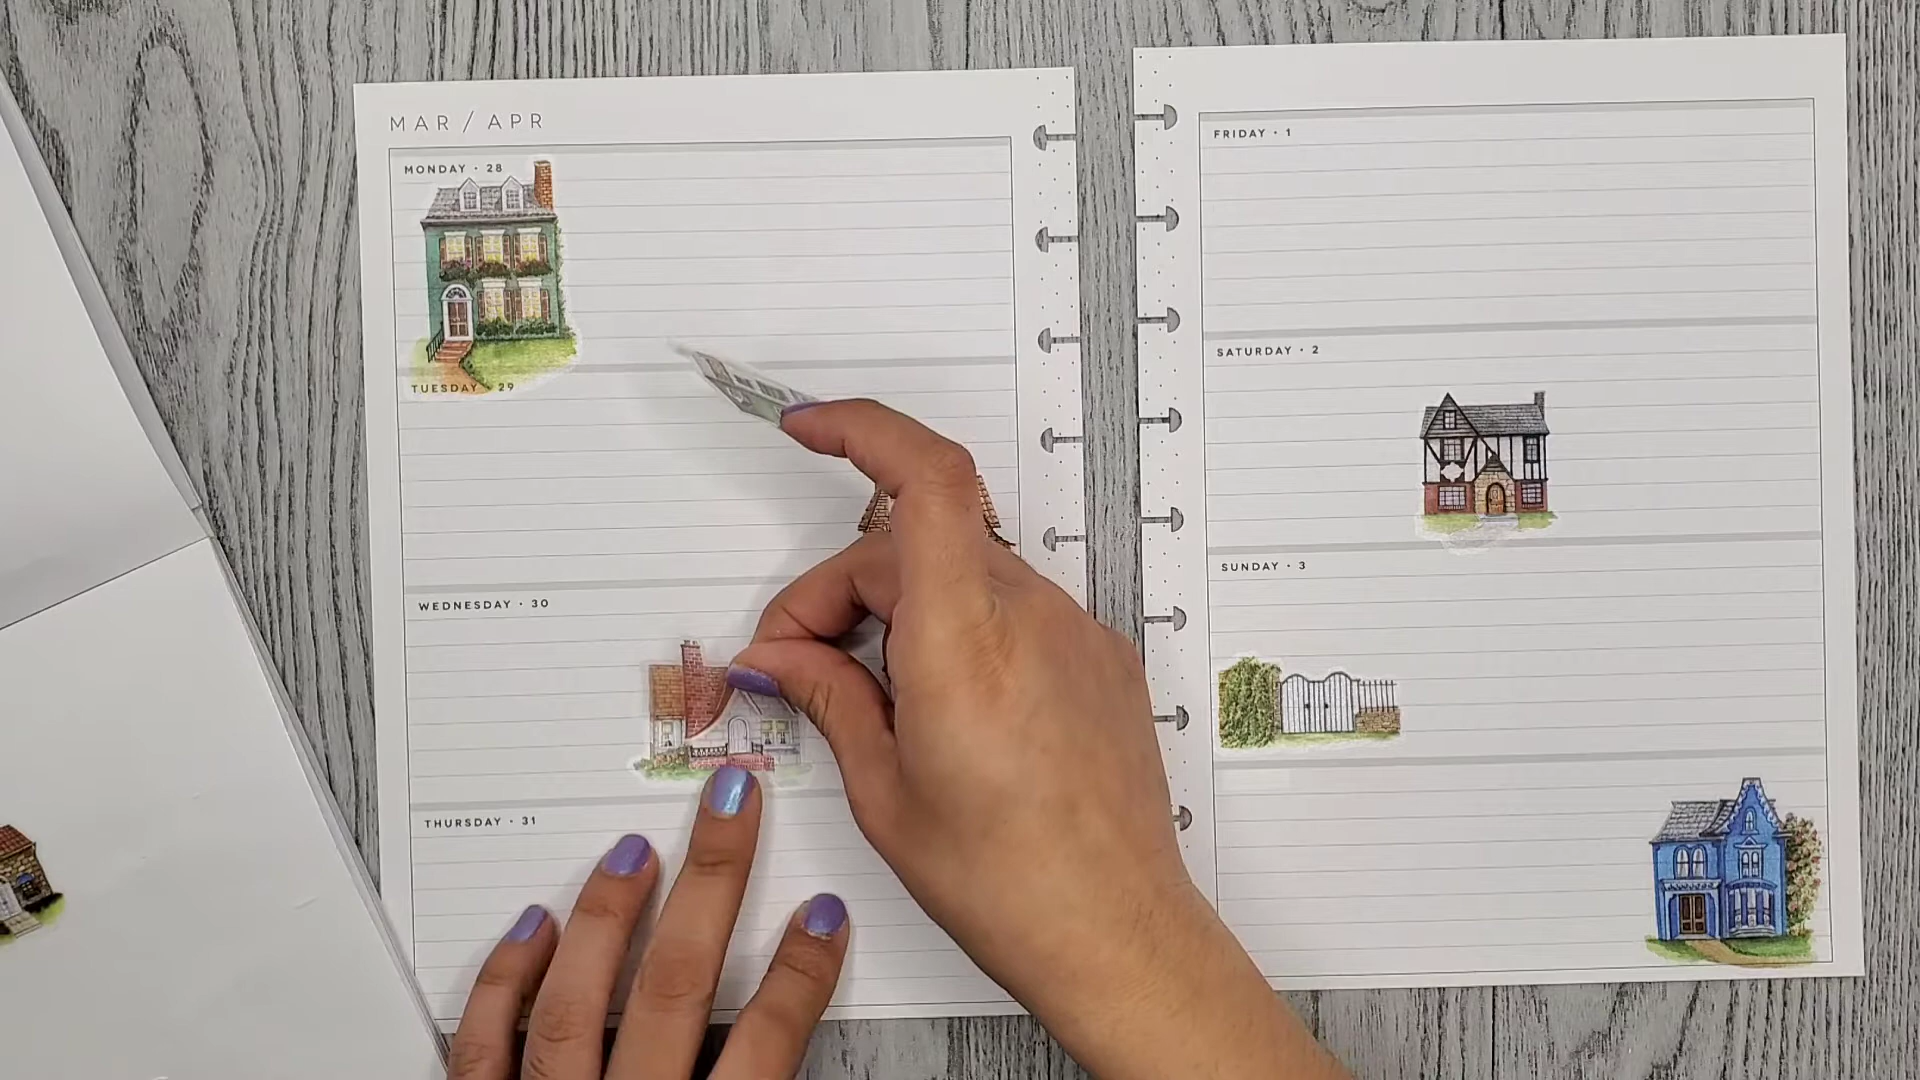 MAR / APR
MONDAY · 28
TUESDAY · 29
WEDNESDAY · 30
THURSDAY · 31
FRIDAY · 1
SATURDAY · 2
SUNDAY · 3